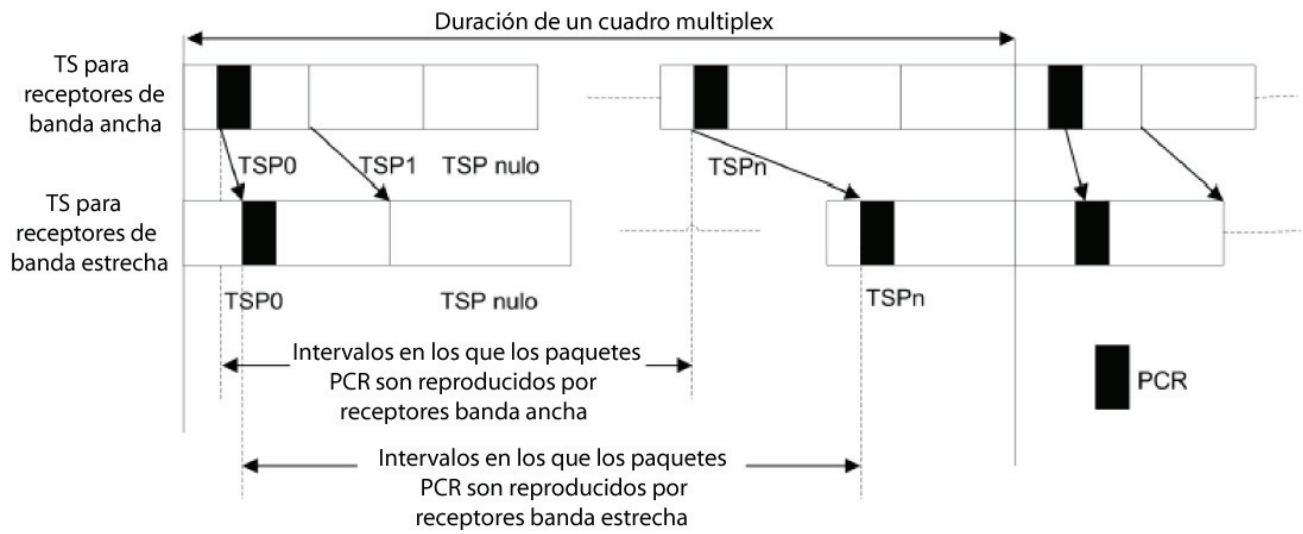 Duración de un cuadro multiplex
TS para
receptores de
banda ancha
TSP0
TSP1
TSP nulo
TSPn
TS para
receptores de
banda estrecha
TSP0
TSP nulo
TSPn
Intervalos en los que los paquetes
PCR son reproducidos por
receptores banda ancha
PCR
Intervalos en los que los paquetes
PCR son reproducidos por
receptores banda estrecha